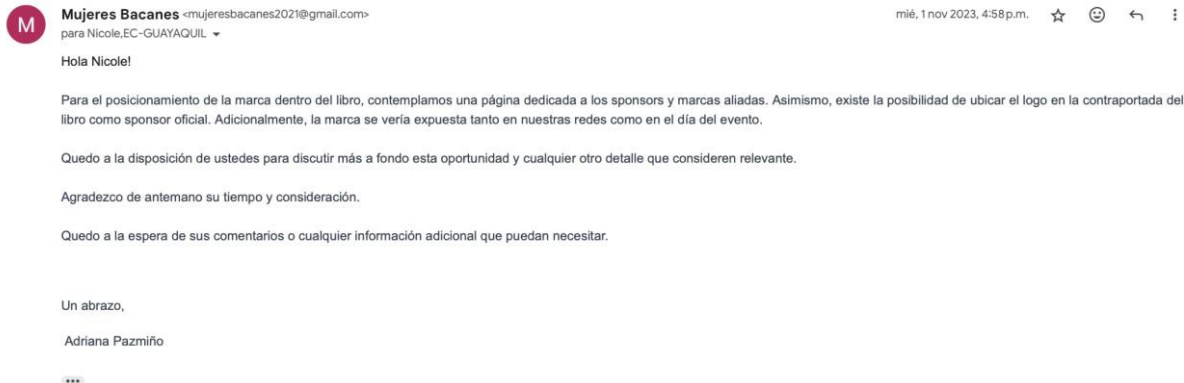 M
Mujeres Bacanes <mujeresbacanes2021@gmail.com>
mié, 1 nov 2023, 4:58 p.m.
para Nicole,EC-GUAYAQUIL
Hola Nicole!
Para el posicionamiento de la marca dentro del libro, contemplamos una página dedicada a los sponsors y marcas aliadas. Asimismo, existe la posibilidad de ubicar el logo en la contraportada del
libro como sponsor oficial. Adicionalmente, la marca se vería expuesta tanto en nuestras redes como en el día del evento.
Quedo a la disposición de ustedes para discutir más a fondo esta oportunidad y cualquier otro detalle que consideren relevante.
Agradezco de antemano su tiempo y consideración.
Quedo a la espera de sus comentarios o cualquier información adicional que puedan necesitar.
Un abrazo,
Adriana Pazmiño